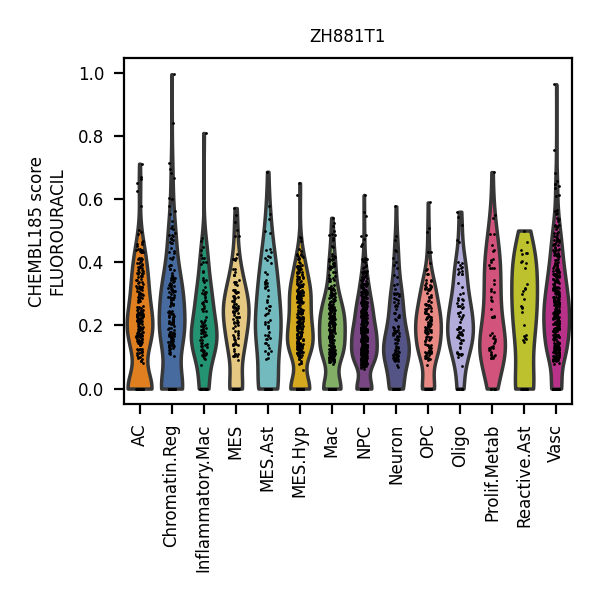 ZH881T1
CHEMBL185 score
FLUOROURACIL
1.0
0.8
0.6
0.4
0.2
0.0
AC
Chromatin.Reg
Inflammatory.Mac
MES
MES.Ast
MES.Hyp
Mac
NPC
Neuron
OPC
Oligo
Prolif.Metab
Reactive.Ast
Vasc